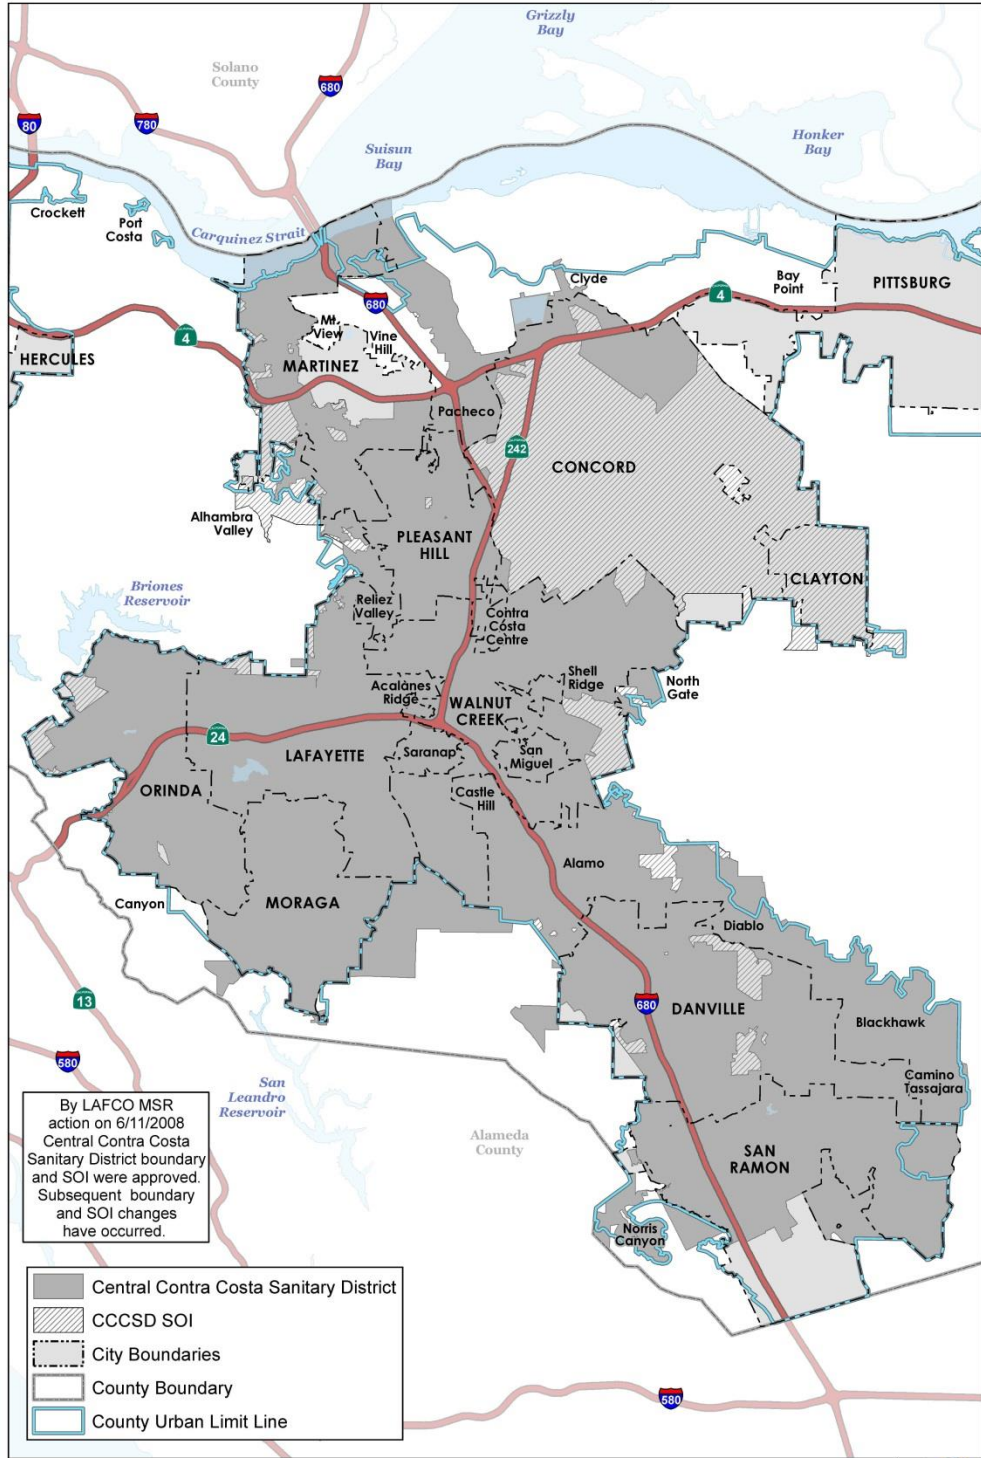 Grizzly
Bay
Solano
County
680
80
780
Suisun
Bay
Honker
Bay
Crockett
Port
Costa
Carquinez Strait
Clyde
Bay
Point
PITTSBURG
4
680
Mt
View
Vine
Hill
4
HERCULES
MARTINEZ
Pacheco
242
CONCORD
Alhambra
Valley
PLEASANT
HILL
CLAYTON
Briones
Reservoir
Reliez
Valley
Contra
Costa
Centre
Acalanes
Ridge
Shell
Ridge
North
Gate
WALNUT
CREEK
24
LAFAYETTE
Saranap
San
Miguel
ORINDA
Castle
Hill
Alamo
Canyon
MORAGA
Diablo
13
680
DANVILLE
Blackhawk
580
Camino
Tassajara
San
Leandro
Reservoir
By LAFCO MSR
action on 6/11/2008
Central Contra Costa
Sanitary District boundary
and SOI were approved.
Subsequent boundary
and SOI changes
have occurred.
Alameda
County
SAN
RAMON
Norris
Canyon
Central Contra Costa Sanitary District
CCCSD SOI
City Boundaries
County Boundary
County Urban Limit Line
580